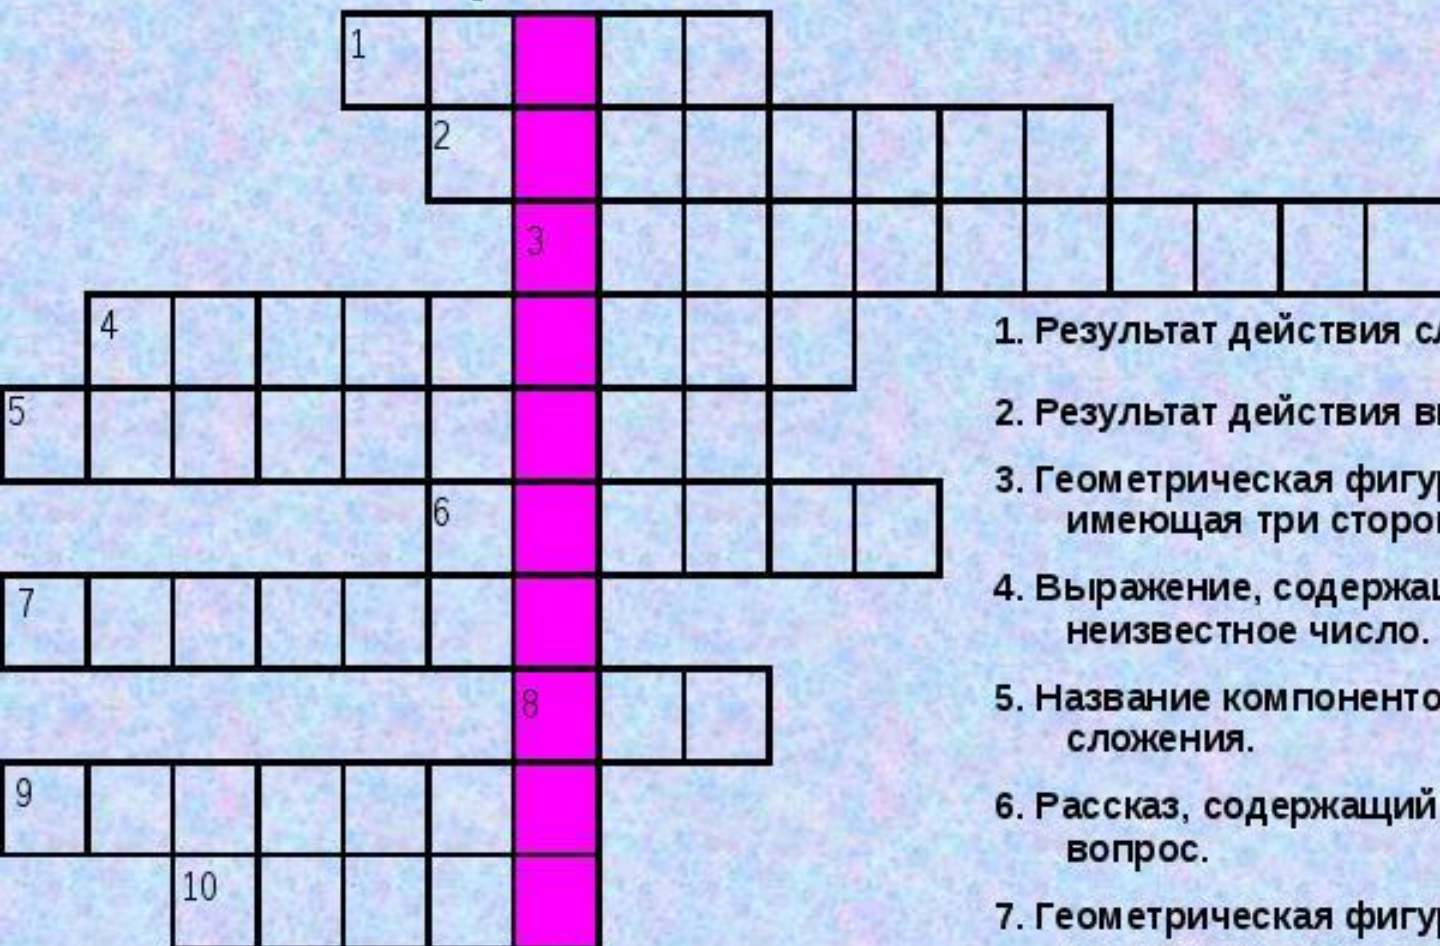 1
2
3
4
5
6
7
8
9
10
1. Результат действия
2. Результат действия
3. Геометрическая
имеющая три
4. Выражение,
неизвестное число.
5. Название
сложения.
6. Рассказ, содержащий
вопрос.
7. Геометрическая